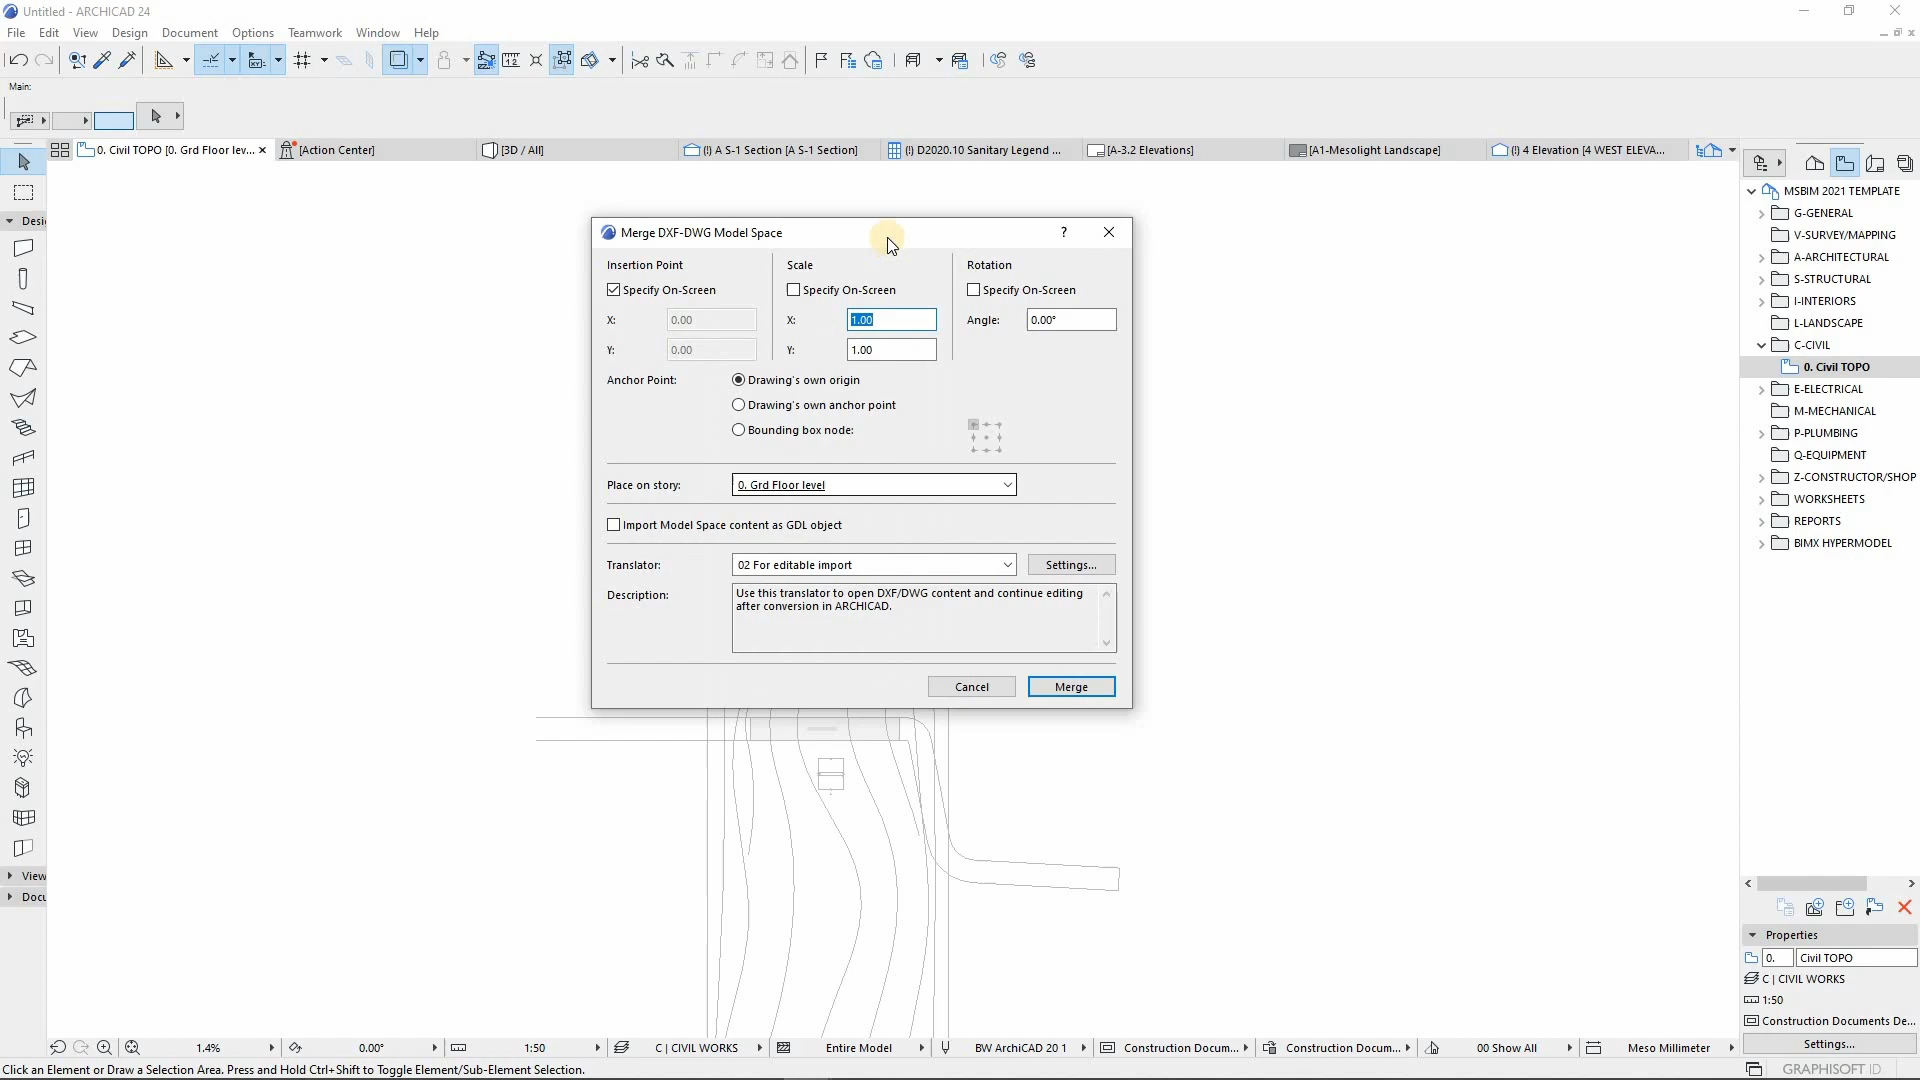 Untitled - ARCHICAD 24
File Edit View Design Document Options Teamwork Window Help
Main:
0. Civil TOPO [0. Grd Floor lev...
[Action Center]
[3D / All]
(!) A S-1 Section [A S-1 Section]
(!) D2020.10 Sanitary Legend ...
[A-3.2 Elevations]
[A1-Mesolight Landscape]
(!) 4 Elevation [4 WEST ELEVA...
Desi
View
Docu
Merge DXF-DWG Model Space
?
Insertion Point
Scale
Rotation
Specify On-Screen
Specify On-Screen
Specify On-Screen
X: 0.00
X: 1.00
Angle: 0.00°
Y: 0.00
Y: 1.00
Anchor Point:
Drawing's own origin
Drawing's own anchor point
Bounding box node:
Place on story: 0. Grd Floor level
Import Model Space content as GDL object
Translator: 02 For editable import
Settings...
Description:
Use this translator to open DXF/DWG content and continue editing
after conversion in ARCHICAD.
Cancel
Merge
MSBIM 2021 TEMPLATE
G-GENERAL
V-SURVEY/MAPPING
A-ARCHITECTURAL
S-STRUCTURAL
I-INTERIORS
L-LANDSCAPE
C-CIVIL
0. Civil TOPO
E-ELECTRICAL
M-MECHANICAL
P-PLUMBING
Q-EQUIPMENT
Z-CONSTRUCTOR/SHOP
WORKSHEETS
REPORTS
BIMX HYPERMODEL
Properties
0. Civil TOPO
C | CIVIL WORKS
1:50
Construction Documents De...
Settings...
1.4%
0.00°
1:50
C | CIVIL WORKS
Entire Model
BW ArchiCAD 20 1
Construction Docum...
Construction Docum...
00 Show All
Meso Millimeter
Click an Element or Draw a Selection Area. Press and Hold Ctrl+Shift to Toggle Element/Sub-Element Selection.
GRAPHISOFT ID